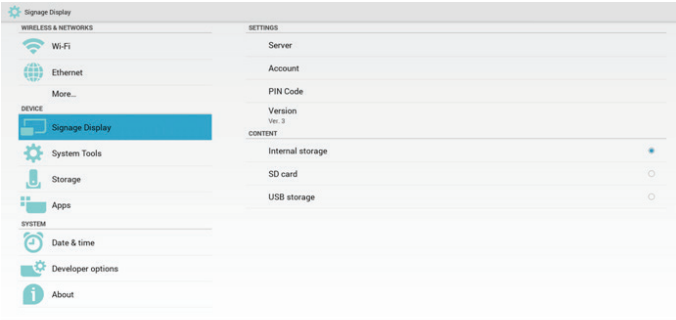 Signage Display
WIRELESS & NETWORKS
Wi-Fi
Ethernet
More...
DEVICE
Signage Display
System Tools
Storage
Apps
SYSTEM
Date & time
Developer options
About
SETTINGS
Server
Account
PIN Code
Version
Ver. 3
CONTENT
Internal storage
SD card
USB storage